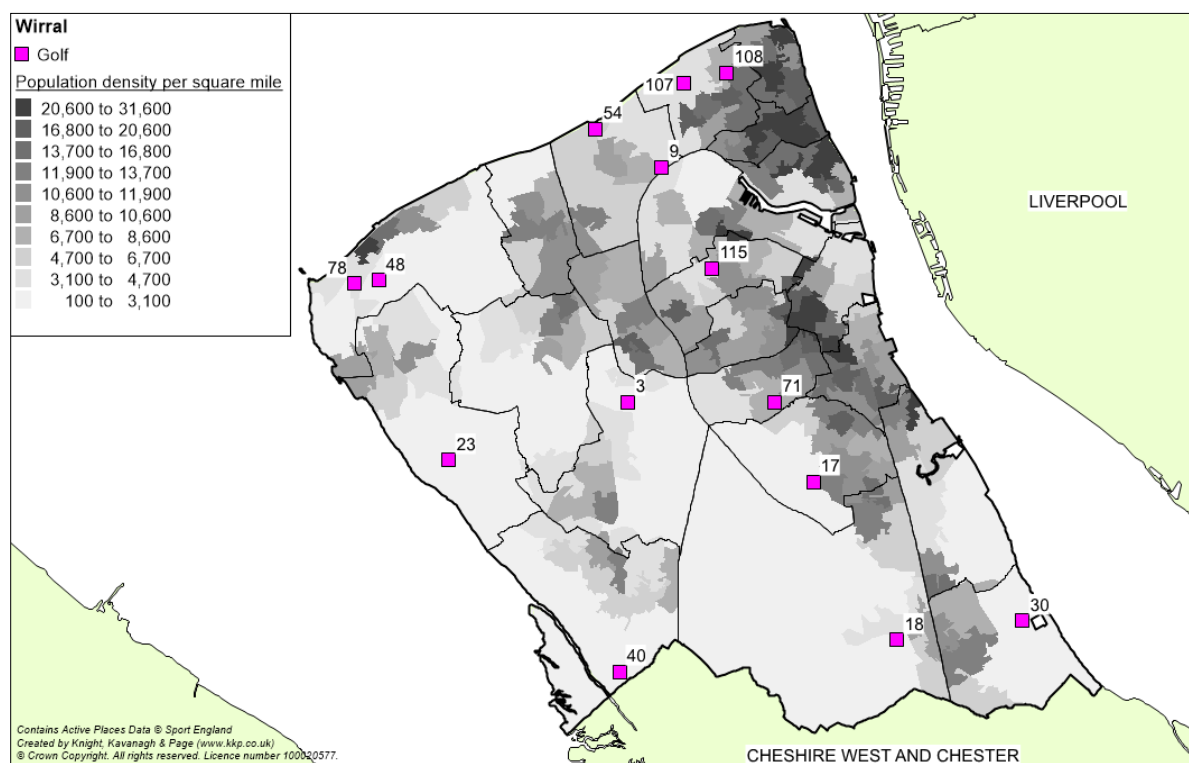 Wirral
Golf
Population density per square mile
20,600 to 31,600
16,800 to 20,600
13,700 to 16,800
11,900 to 13,700
10,600 to 11,900
8,600 to 10,600
6,700 to 8,600
4,700 to 6,700
3,100 to 4,700
100 to 3,100
108
107
54
9
LIVERPOOL
115
78
48
3
71
23
17
30
18
40
Contains Active Places Data © Sport England
Created by Knight, Kavanagh & Page (www.kkp.co.uk)
© Crown Copyright. All rights reserved. Licence number 100020577.
CHESHIRE WEST AND CHESTER